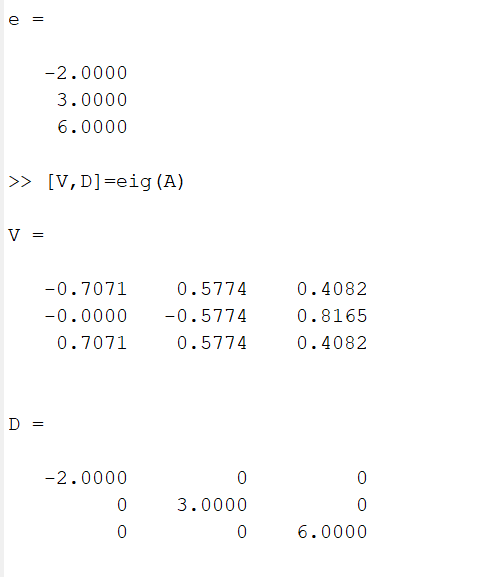 e =
-2.0000
3.0000
6.0000
>> [V,D]=eig(A)
V =
-0.7071 0.5774 0.4082
-0.0000 -0.5774 0.8165
0.7071 0.5774 0.4082
D =
-2.0000 0 0
0 3.0000 0
0 0 6.0000